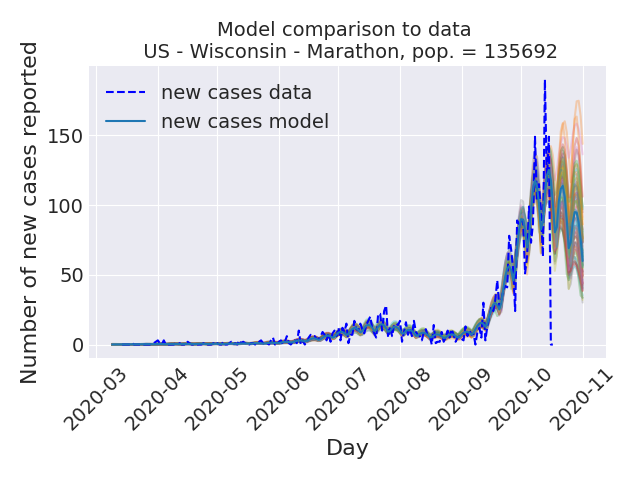 Model comparison to data
US - Wisconsin - Marathon, pop. = 135692
Number of new cases reported
new cases data
new cases model
150
100
50
0
2020-03
2020-04
2020-05
2020-06
2020-07
2020-08
2020-09
2020-10
2020-11
Day